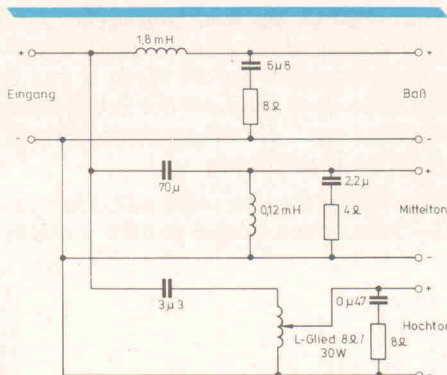 1,8 mH
+
+
6µ8
Eingang
8Ω
Baß
-
-
+
70µ
2,2µ
0,12 mH
4Ω
Mittelton
-
+
3µ3
0µ47
L-Glied 8Ω/
30W
8Ω
Hochton
-